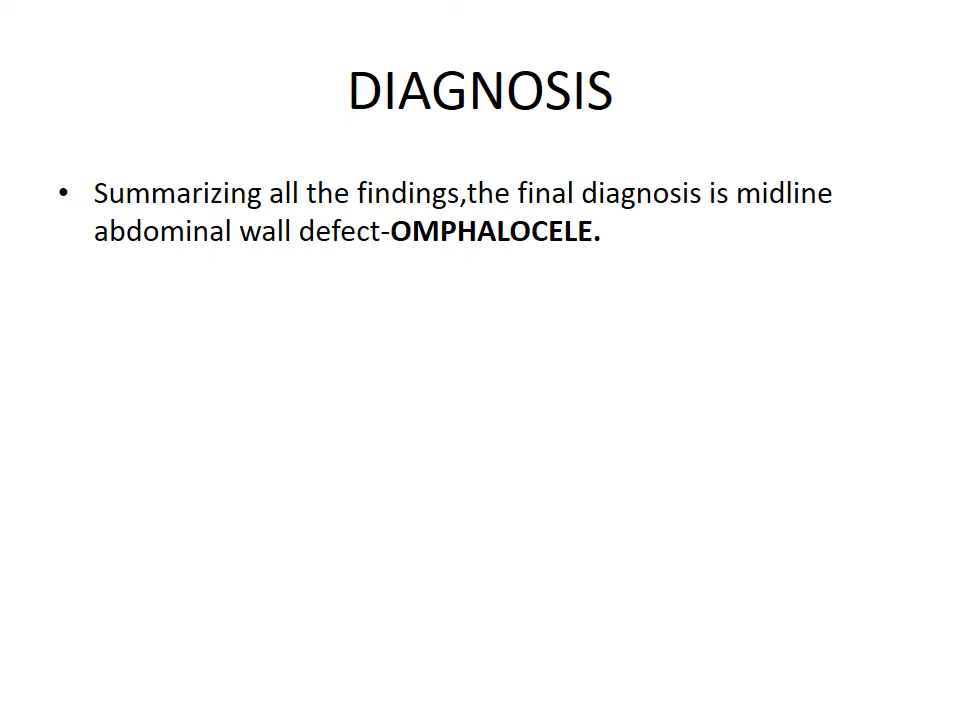 DIAGNOSIS
• Summarizing all the findings,the final diagnosis is midline
abdominal wall defect-OMPHALOCELE.